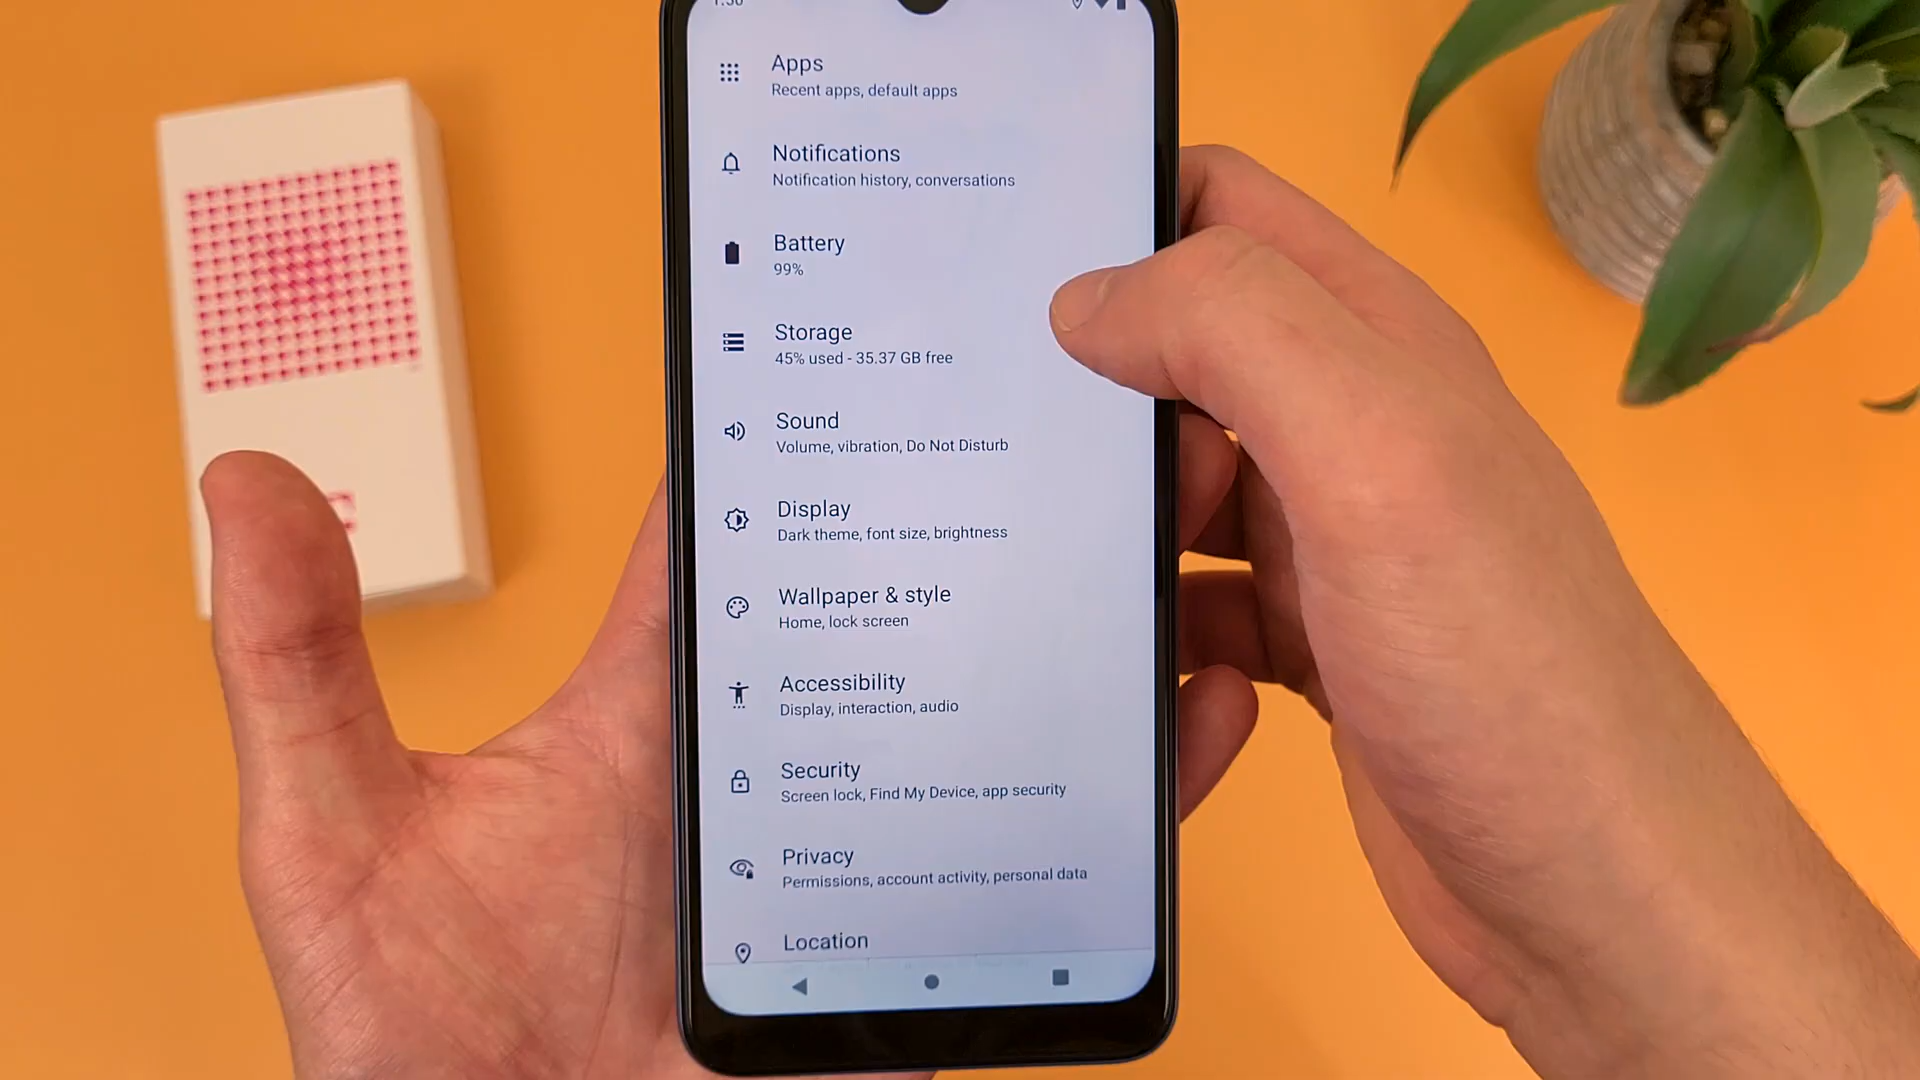 1:30
Apps
Recent apps, default apps
Notifications
Notification history, conversations
Battery
99%
Storage
45% used - 35.37 GB free
Sound
Volume, vibration, Do Not Disturb
Display
Dark theme, font size, brightness
Wallpaper & style
Home, lock screen
Accessibility
Display, interaction, audio
Security
Screen lock, Find My Device, app security
Privacy
Permissions, account activity, personal data
Location